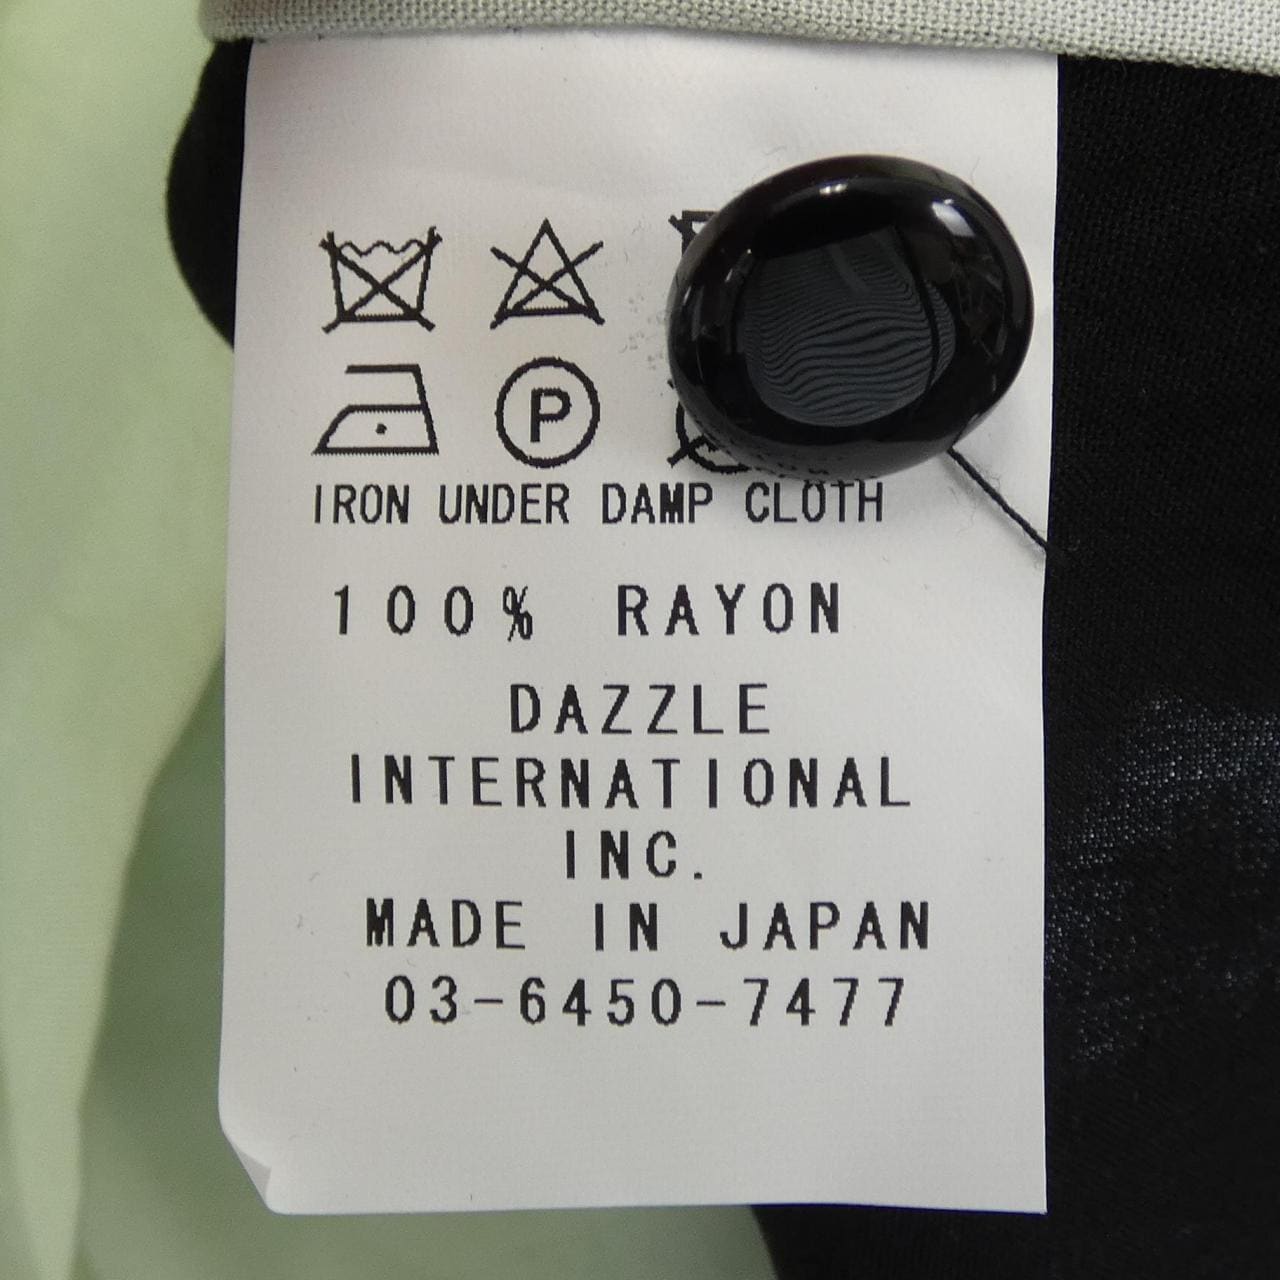 P
IRON UNDER DAMP CLOTH
100% RAYON
DAZZLE
INTERNATIONAL
INC.
MADE IN JAPAN
03-6450-7477